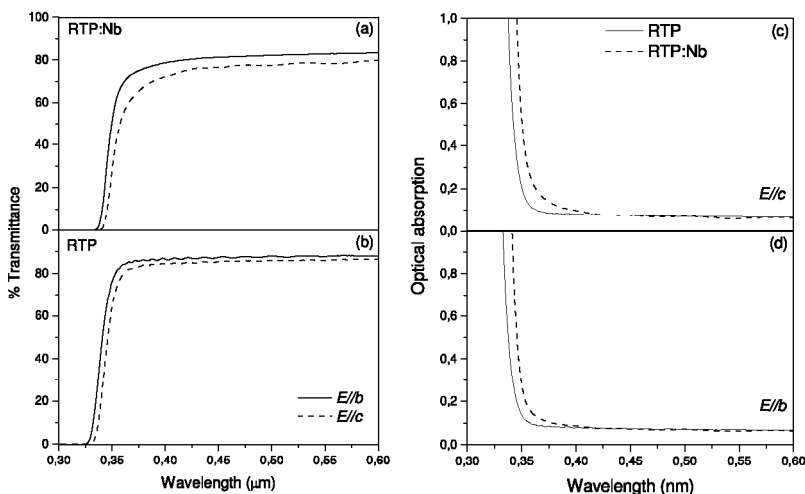 RTP:Nb
(a)
100
80
60
40
20
0
RTP
(b)
80
60
40
20
0
E//b
E//c
0,30 0,35 0,40 0,45 0,50 0,55 0,60
Wavelength (μm)
% Transmittance
RTP
RTP:Nb
(c)
1,0
0,8
0,6
0,4
0,2
0,0
E//c
(d)
0,8
0,6
0,4
0,2
0,0
E//b
0,30 0,35 0,40 0,45 0,50 0,55 0,60
Wavelength (nm)
Optical absorption